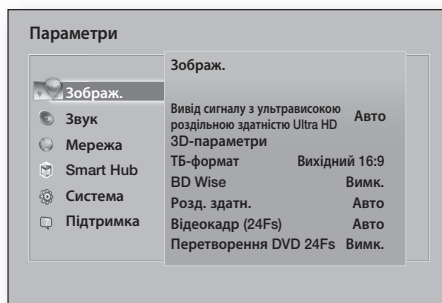 Параметри
Зображ.
Звук
Мережа
Smart Hub
Система
Підтримка
Зображ.
Вивід сигналу з ультрависокою
роздільною здатністю Ultra HD Авто
3D-параметри
ТБ-формат Вихідний 16:9
BD Wise Вимк.
Розд. здатн. Авто
Відеокадр (24Fs) Авто
Перетворення DVD 24Fs Вимк.